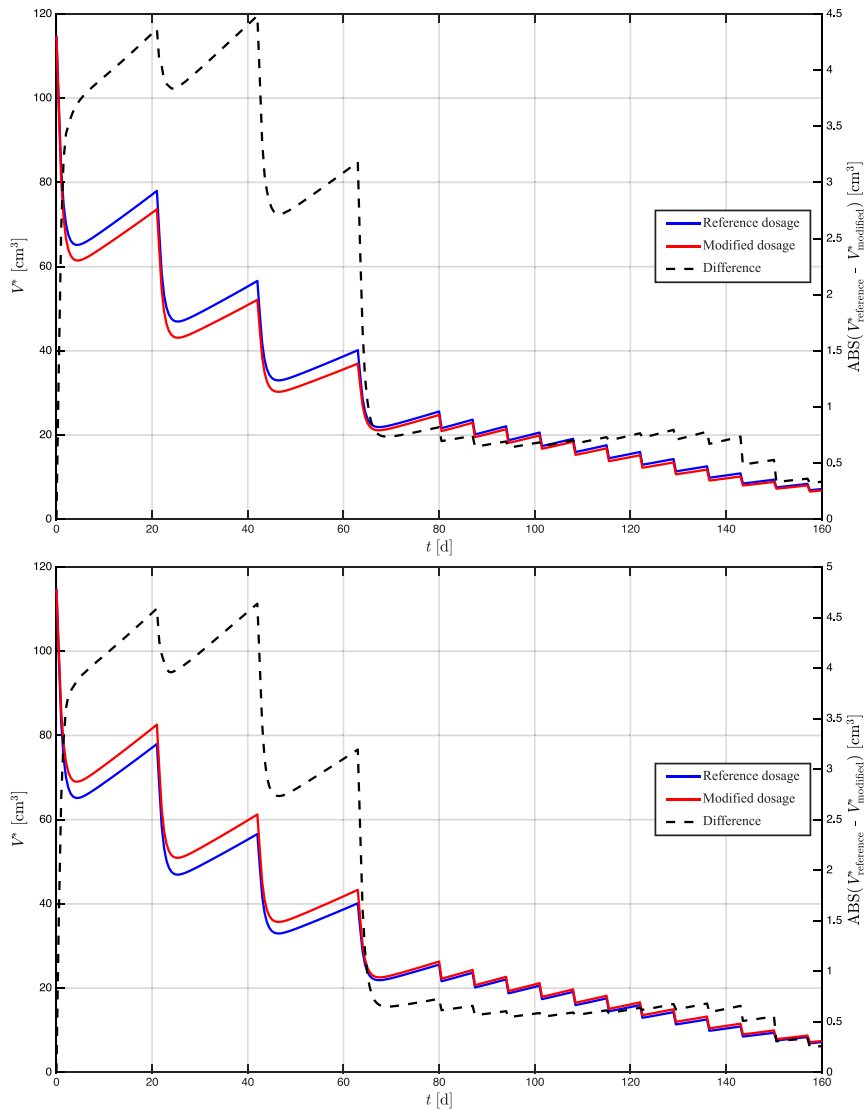 120
100
80
60
40
20
0
V* [cm³]
4.5
4
3.5
3
2.5
2
1.5
1
0.5
0
ABS(V*reference - V*modified) [cm³]
Reference dosage
Modified dosage
Difference
0 20 40 60 80 100 120 140 160
t [d]
120
100
80
60
40
20
0
V* [cm³]
5
4.5
4
3.5
3
2.5
2
1.5
1
0.5
0
ABS(V*reference - V*modified) [cm³]
Reference dosage
Modified dosage
Difference
0 20 40 60 80 100 120 140 160
t [d]